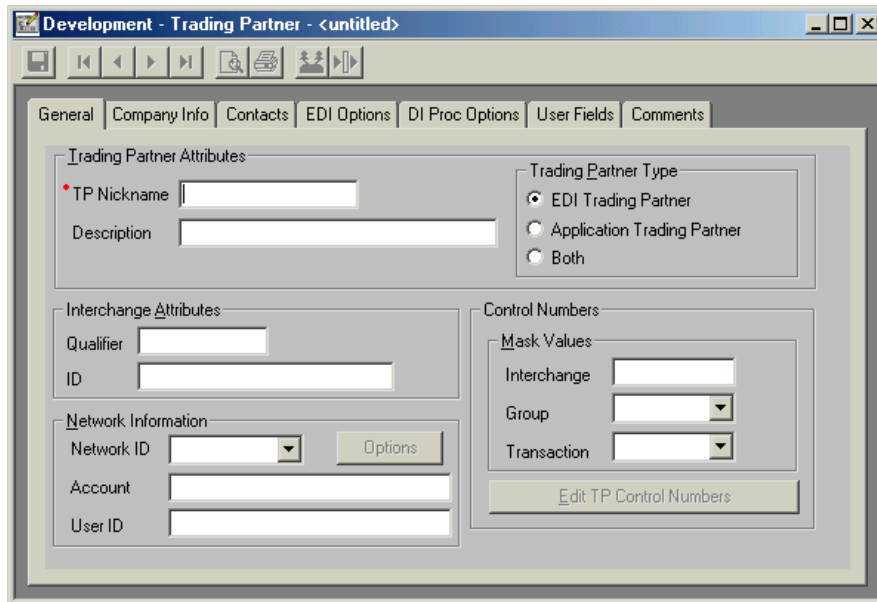 Development - Trading Partner - <untitled>
General Company Info Contacts EDI Options DI Proc Options User Fields Comments
Trading Partner Attributes
TP Nickname
Description
Trading Partner Type
EDI Trading Partner
Application Trading Partner
Both
Interchange Attributes
Qualifier
ID
Network Information
Network ID Options
Account
User ID
Control Numbers
Mask Values
Interchange
Group
Transaction
Edit TP Control Numbers